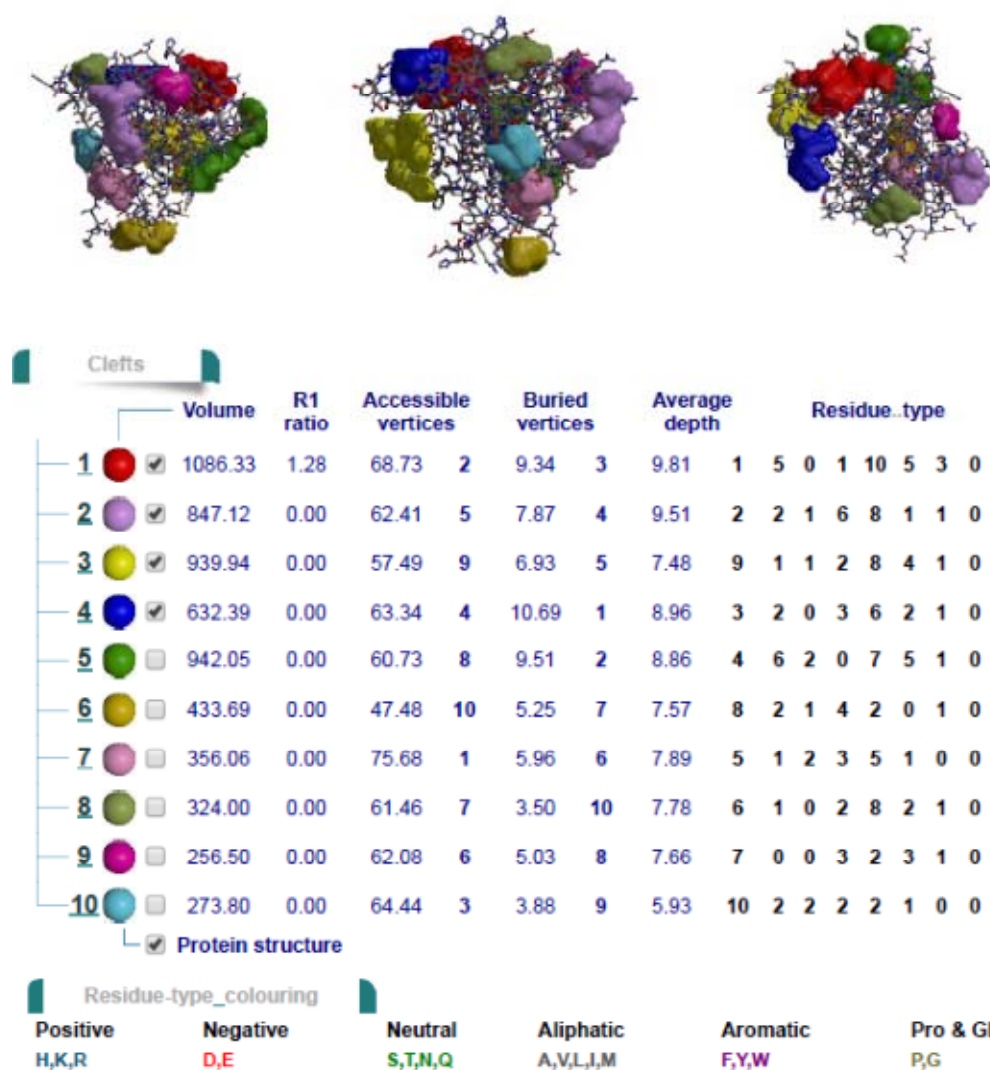 Clefts
Volume R1 ratio Accessible vertices Buried vertices Average depth Residue..type
1 1086.33 1.28 68.73 2 9.34 3 9.81 1 5 0 1 10 5 3 0
2 847.12 0.00 62.41 5 7.87 4 9.51 2 2 1 6 8 1 1 0
3 939.94 0.00 57.49 9 6.93 5 7.48 9 1 1 2 8 4 1 0
4 632.39 0.00 63.34 4 10.69 1 8.96 3 2 0 3 6 2 1 0
5 942.05 0.00 60.73 8 9.51 2 8.86 4 6 2 0 7 5 1 0
6 433.69 0.00 47.48 10 5.25 7 7.57 8 2 1 4 2 0 1 0
7 356.06 0.00 75.68 1 5.96 6 7.89 5 1 2 3 5 1 0 0
8 324.00 0.00 61.46 7 3.50 10 7.78 6 1 0 2 8 2 1 0
9 256.50 0.00 62.08 6 5.03 8 7.66 7 0 0 3 2 3 1 0
10 273.80 0.00 64.44 3 3.88 9 5.93 10 2 2 2 2 1 0 0
Protein structure
Residue-type_colouring
Positive Negative Neutral Aliphatic Aromatic Pro & Gl
H,K,R D,E S,T,N,Q A,V,L,I,M F,Y,W P,G